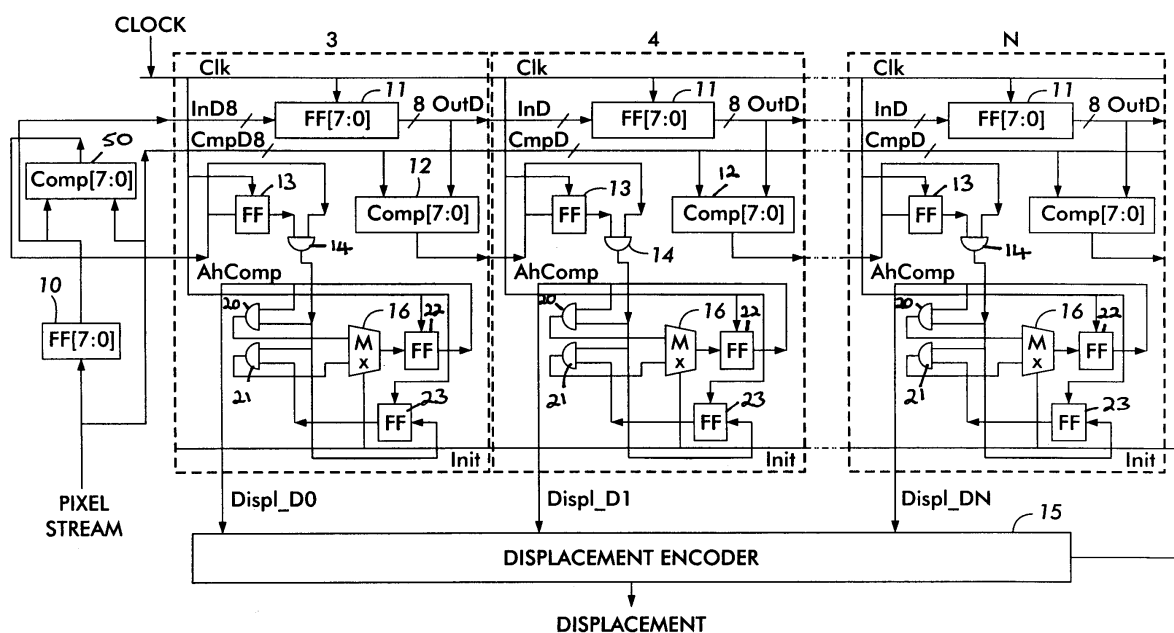 CLOCK
3 4 N
Clk Clk Clk
11 11 11
InD8 FF[7:0] 8 OutD InD FF[7:0] 8 OutD InD FF[7:0] 8 OutD
CmpD8 CmpD CmpD
50
Comp[7:0]
13 12 13 12 13
FF Comp[7:0] FF Comp[7:0] FF Comp[7:0]
14 14 14
AhComp AhComp AhComp
10
FF[7:0]
20 16 22 20 16 22 20 16 22
M x FF M x FF M x FF
21 23 21 23 21 23
FF FF FF
Init Init Init
PIXEL
STREAM
Displ_D0 Displ_D1 Displ_DN
15
DISPLACEMENT ENCODER
DISPLACEMENT